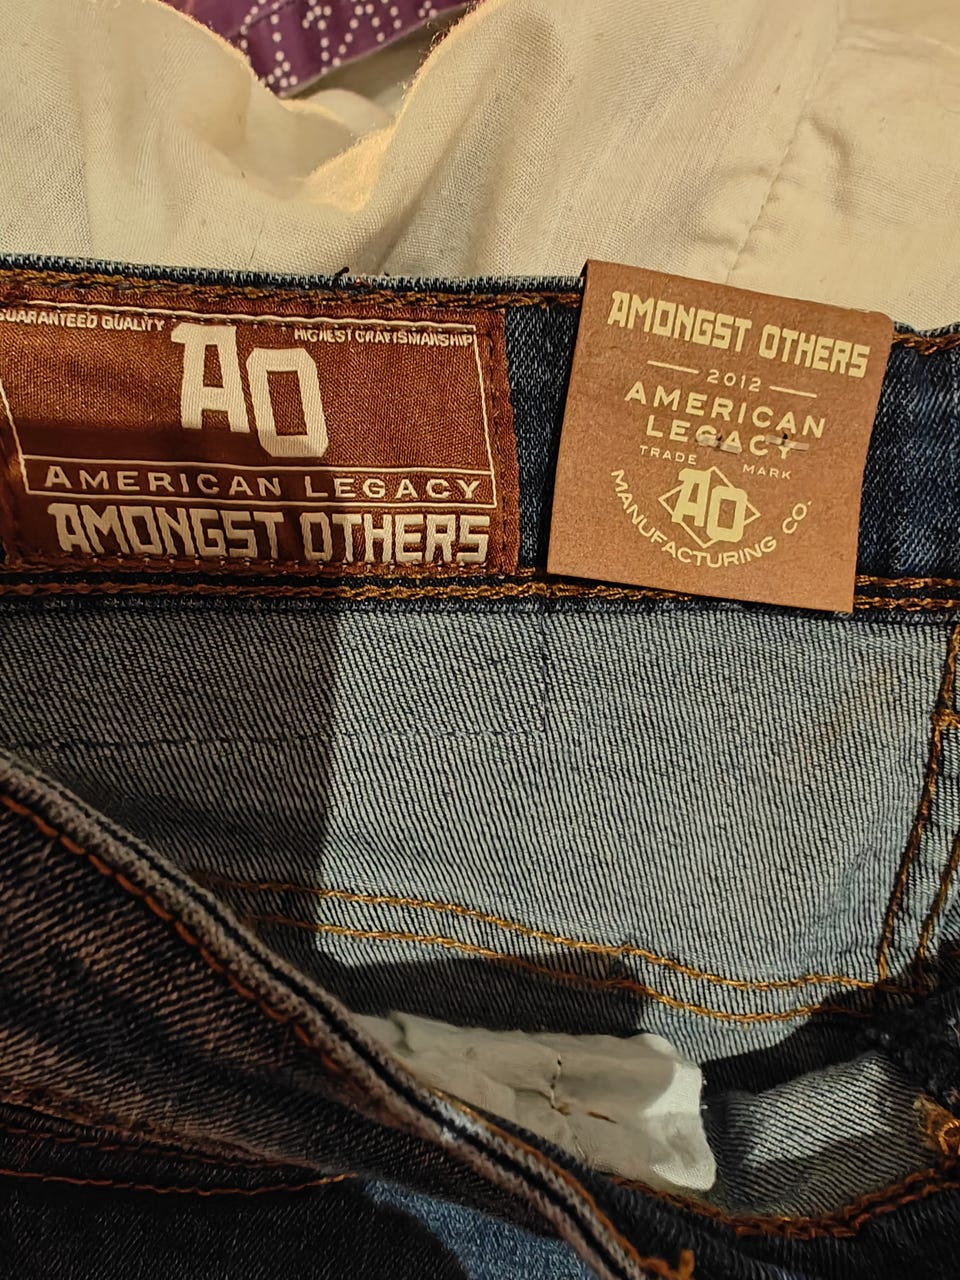 GUARANTEED QUALITY
HIGHEST CRAFTSMANSHIP
AO
AMERICAN LEGACY
AMONGST OTHERS
AMONGST OTHERS
2012
AMERICAN
LEGACY
TRADE MARK
AO
MANUFACTURING CO.